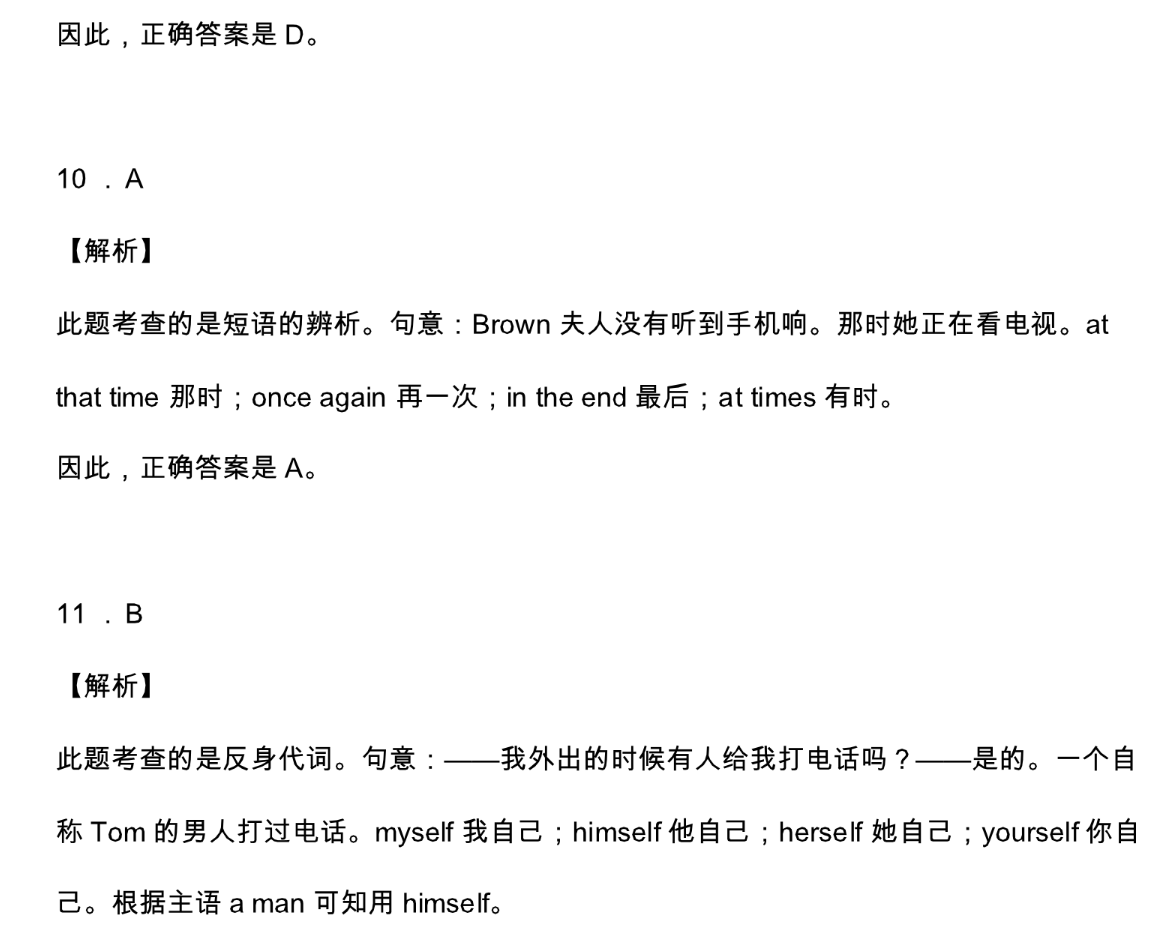 因此，正确答案是 D。
10 ．A
【解析】
此题考查的是短语的辨析。句意：Brown 夫人没有听到手机响。那时她正在看电视。at
that time 那时；once again 再一次；in the end 最后；at times 有时。
因此，正确答案是 A。
11 ．B
【解析】
此题考查的是反身代词。句意：——我外出的时候有人给我打电话吗？——是的。一个自
称 Tom 的男人打过电话。myself 我自己；himself 他自己；herself 她自己；yourself 你自
己。根据主语 a man 可知用 himself。